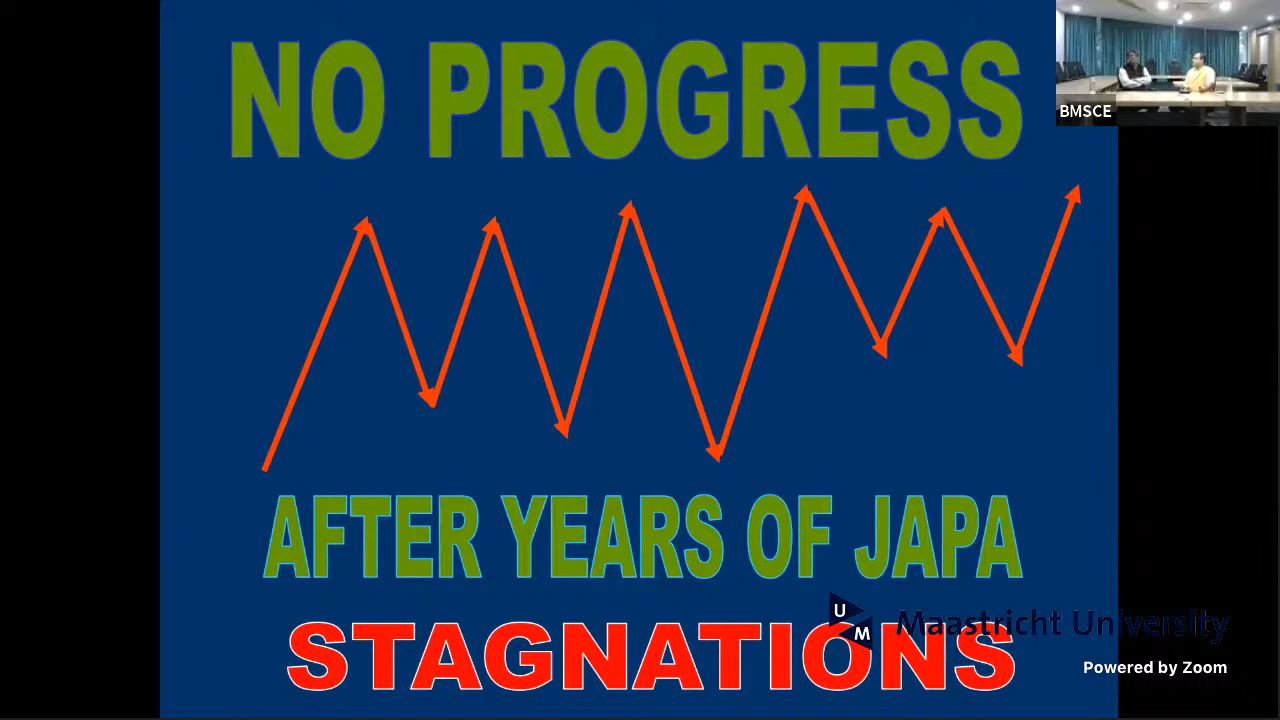 NO PROGRESS
BMSCE
AFTER YEARS OF JAPA
STAGNATIONS
U
M
Maastricht University
Powered by Zoom